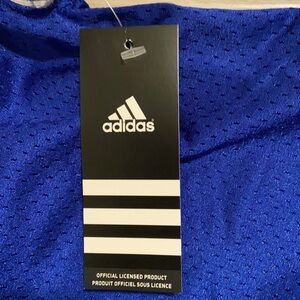 adidas
OFFICIAL LICENSED PRODUCT
PRODUIT OFFICIEL SOUS LICENCE